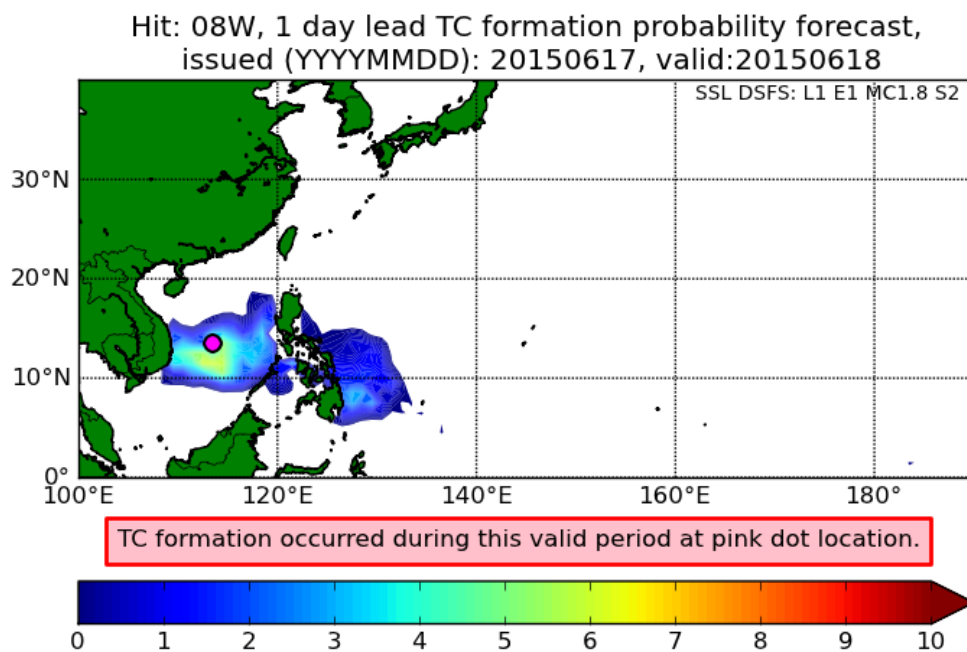 Hit: 08W, 1 day lead TC formation probability forecast,
issued (YYYYMMDD): 20150617, valid:20150618
SSL DSFS: L1 E1 MC1.8 S2
30°N
20°N
10°N
0°
100°E 120°E 140°E 160°E 180°
TC formation occurred during this valid period at pink dot location.
0 1 2 3 4 5 6 7 8 9 10